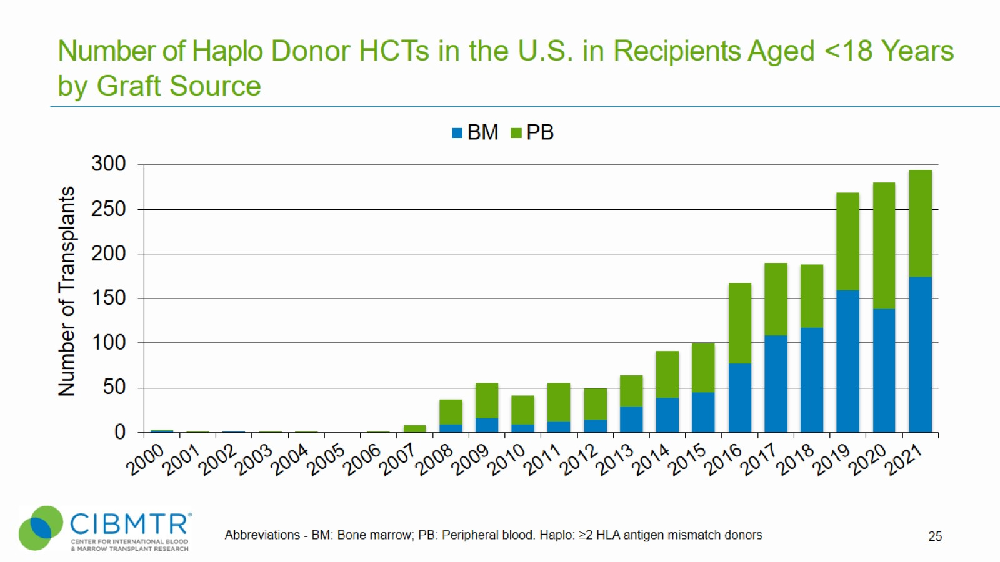 Number of Haplo Donor HCTs in the U.S. in Recipients Aged <18 Years
by Graft Source
BM PB
Number of Transplants
300
250
200
150
100
50
0
2000 2001 2002 2003 2004 2005 2006 2007 2008 2009 2010 2011 2012 2013 2014 2015 2016 2017 2018 2019 2020 2021
CIBMTR®
CENTER FOR INTERNATIONAL BLOOD
& MARROW TRANSPLANT RESEARCH
Abbreviations - BM: Bone marrow; PB: Peripheral blood. Haplo: ≥2 HLA antigen mismatch donors
25